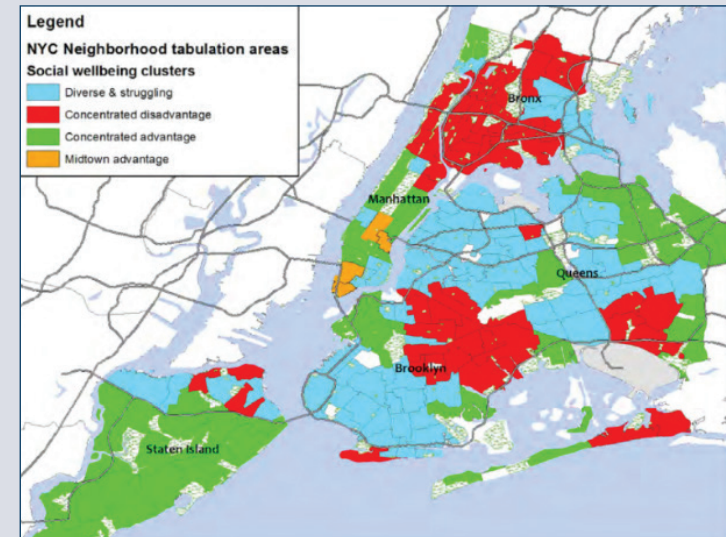 Legend
NYC Neighborhood tabulation areas
Social wellbeing clusters
Diverse & struggling
Concentrated disadvantage
Concentrated advantage
Midtown advantage
Bronx
Manhattan
Queens
Brooklyn
Staten Island